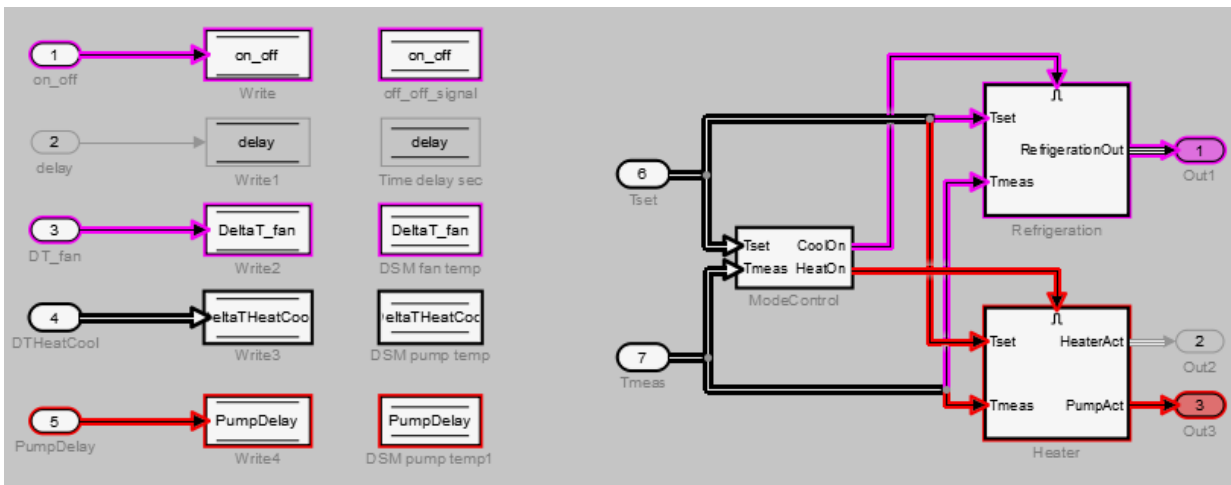 1
on_off
on_off
Write
on_off
off_off_signal
2
delay
delay
Write1
delay
Time delay sec
3
DT_fan
DeltaT_fan
Write2
DeltaT_fan
DSM fan temp
4
DTHeatCool
eltaTHeatCoo
Write3
eltaTHeatCoo
DSM pump temp
5
PumpDelay
PumpDelay
Write4
PumpDelay
DSM pump temp1
6
Tset
7
Tmeas
Tset CoolOn
Tmeas HeatOn
ModeControl
Tset
RefrigerationOut
Tmeas
Refrigeration
1
Out1
Tset HeaterAct
Tmeas PumpAct
Heater
2
Out2
3
Out3